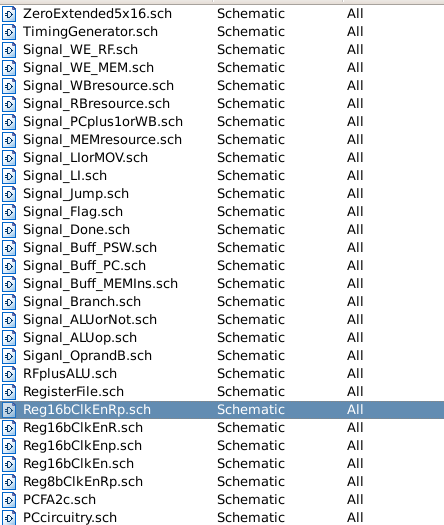 ZeroExtended5x16.sch Schematic All
TimingGenerator.sch Schematic All
Signal_WE_RF.sch Schematic All
Signal_WE_MEM.sch Schematic All
Signal_WBresource.sch Schematic All
Signal_RBresource.sch Schematic All
Signal_PCplus1orWB.sch Schematic All
Signal_MEMresource.sch Schematic All
Signal_LIorMOV.sch Schematic All
Signal_LI.sch Schematic All
Signal_Jump.sch Schematic All
Signal_Flag.sch Schematic All
Signal_Done.sch Schematic All
Signal_Buff_PSW.sch Schematic All
Signal_Buff_PC.sch Schematic All
Signal_Buff_MEMIns.sch Schematic All
Signal_Branch.sch Schematic All
Signal_ALUorNot.sch Schematic All
Signal_ALUop.sch Schematic All
Siganl_OprandB.sch Schematic All
RFplusALU.sch Schematic All
RegisterFile.sch Schematic All
Reg16bClkEnRp.sch Schematic All
Reg16bClkEnR.sch Schematic All
Reg16bClkEnp.sch Schematic All
Reg16bClkEn.sch Schematic All
Reg8bClkEnRp.sch Schematic All
PCFA2c.sch Schematic All
PCcircuitry.sch Schematic All